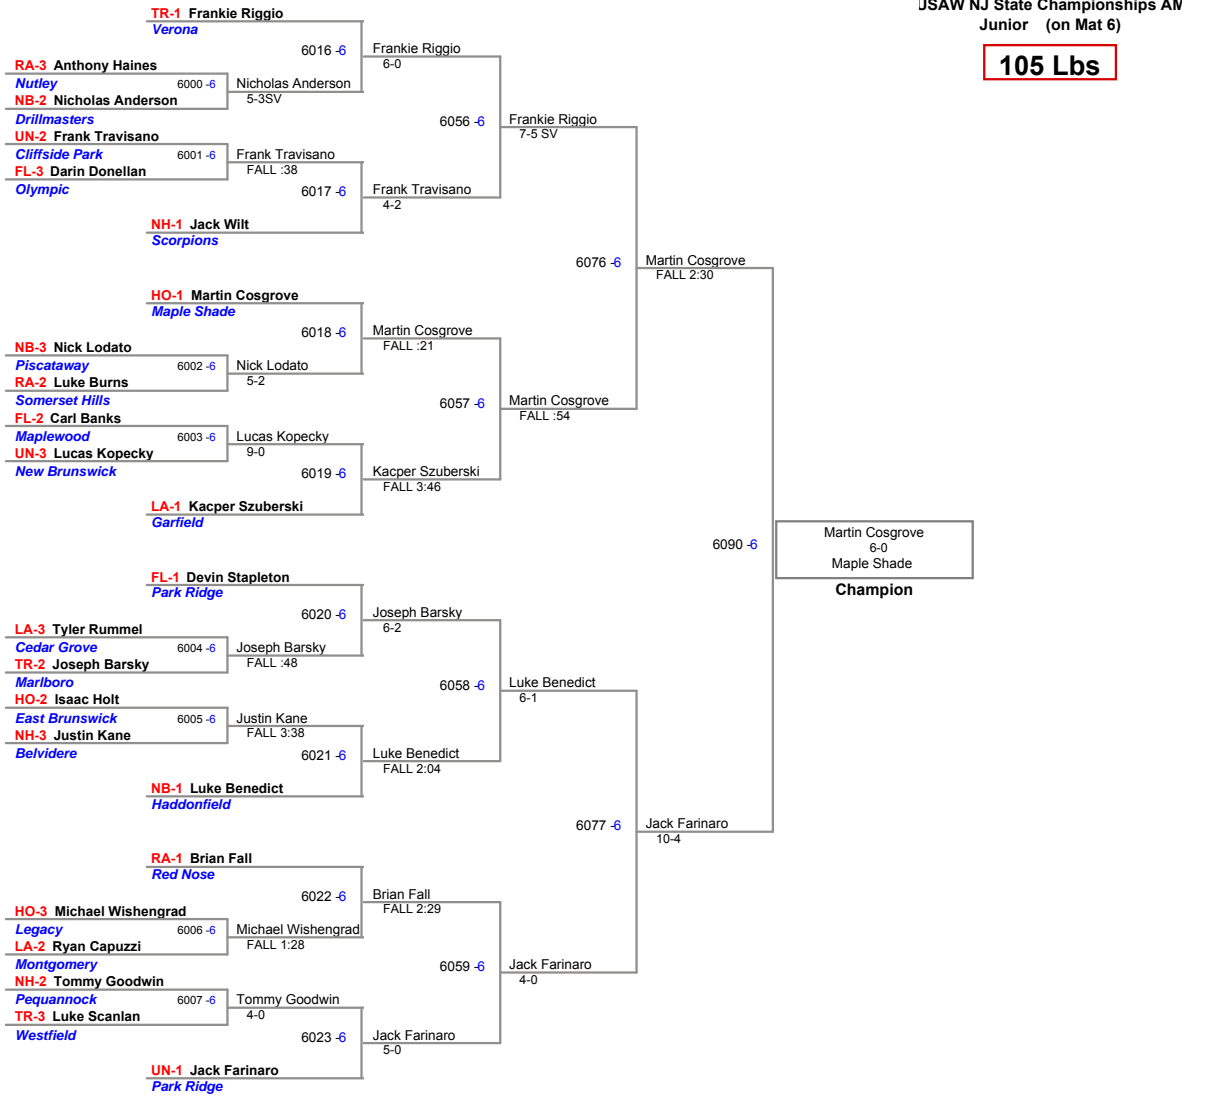 USAW NJ State Championships AM
Junior (on Mat 6)
105 Lbs
TR-1 Frankie Riggio
Verona
6016 -6
Frankie Riggio
6-0
RA-3 Anthony Haines
Nutley
6000 -6
Nicholas Anderson
5-3SV
NB-2 Nicholas Anderson
Drillmasters
6056 -6
Frankie Riggio
7-5 SV
UN-2 Frank Travisano
Cliffside Park
6001 -6
Frank Travisano
FALL :38
FL-3 Darin Donellan
Olympic
6017 -6
Frank Travisano
4-2
NH-1 Jack Wilt
Scorpions
6076 -6
Martin Cosgrove
FALL 2:30
HO-1 Martin Cosgrove
Maple Shade
6018 -6
Martin Cosgrove
FALL :21
NB-3 Nick Lodato
Piscataway
6002 -6
Nick Lodato
5-2
RA-2 Luke Burns
Somerset Hills
6057 -6
Martin Cosgrove
FALL :54
FL-2 Carl Banks
Maplewood
6003 -6
Lucas Kopecky
9-0
UN-3 Lucas Kopecky
New Brunswick
6019 -6
Kacper Szuberski
FALL 3:46
LA-1 Kacper Szuberski
Garfield
6090 -6
Martin Cosgrove
6-0
Maple Shade
Champion
FL-1 Devin Stapleton
Park Ridge
6020 -6
Joseph Barsky
6-2
LA-3 Tyler Rummel
Cedar Grove
6004 -6
Joseph Barsky
FALL :48
TR-2 Joseph Barsky
Marlboro
6058 -6
Luke Benedict
6-1
HO-2 Isaac Holt
East Brunswick
6005 -6
Justin Kane
FALL 3:38
NH-3 Justin Kane
Belvidere
6021 -6
Luke Benedict
FALL 2:04
NB-1 Luke Benedict
Haddonfield
6077 -6
Jack Farinaro
10-4
RA-1 Brian Fall
Red Nose
6022 -6
Brian Fall
FALL 2:29
HO-3 Michael Wishengrad
Legacy
6006 -6
Michael Wishengrad
FALL 1:28
LA-2 Ryan Capuzzi
Montgomery
6059 -6
Jack Farinaro
4-0
NH-2 Tommy Goodwin
Pequannock
6007 -6
Tommy Goodwin
4-0
TR-3 Luke Scanlan
Westfield
6023 -6
Jack Farinaro
5-0
UN-1 Jack Farinaro
Park Ridge